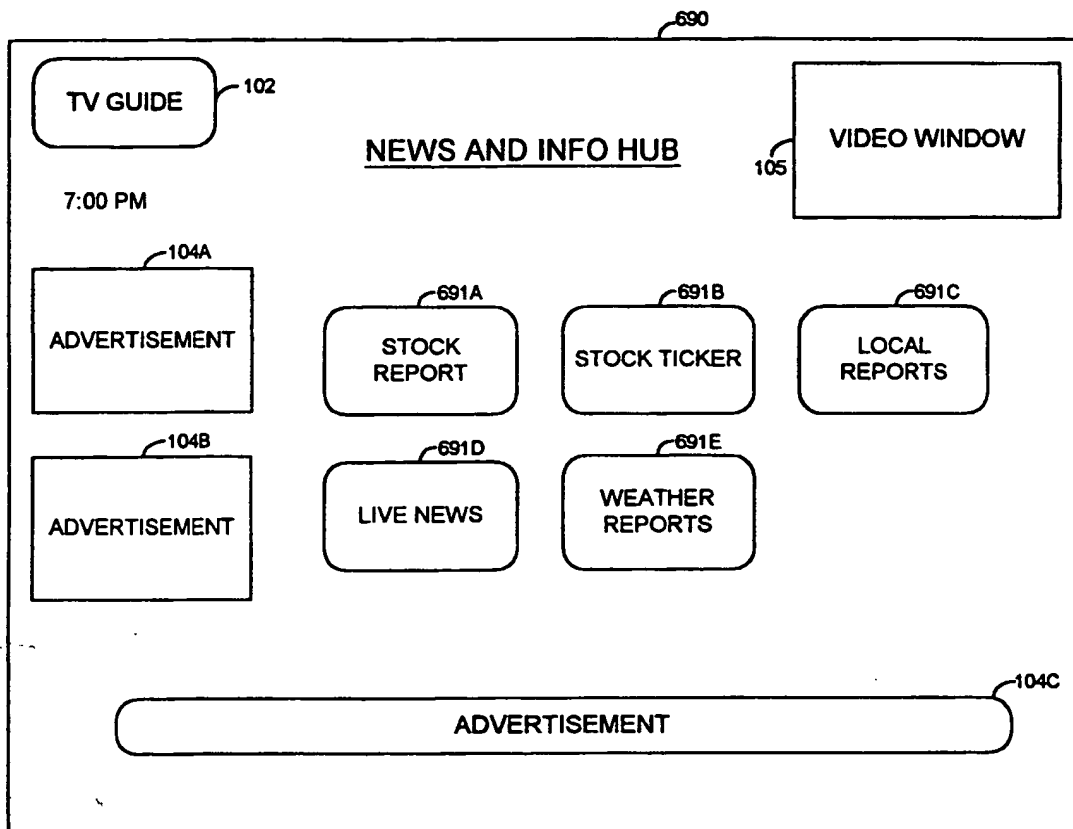 690
TV GUIDE
102
NEWS AND INFO HUB
VIDEO WINDOW
105
7:00 PM
104A
ADVERTISEMENT
691A
STOCK
REPORT
691B
STOCK TICKER
691C
LOCAL
REPORTS
104B
ADVERTISEMENT
691D
LIVE NEWS
691E
WEATHER
REPORTS
104C
ADVERTISEMENT